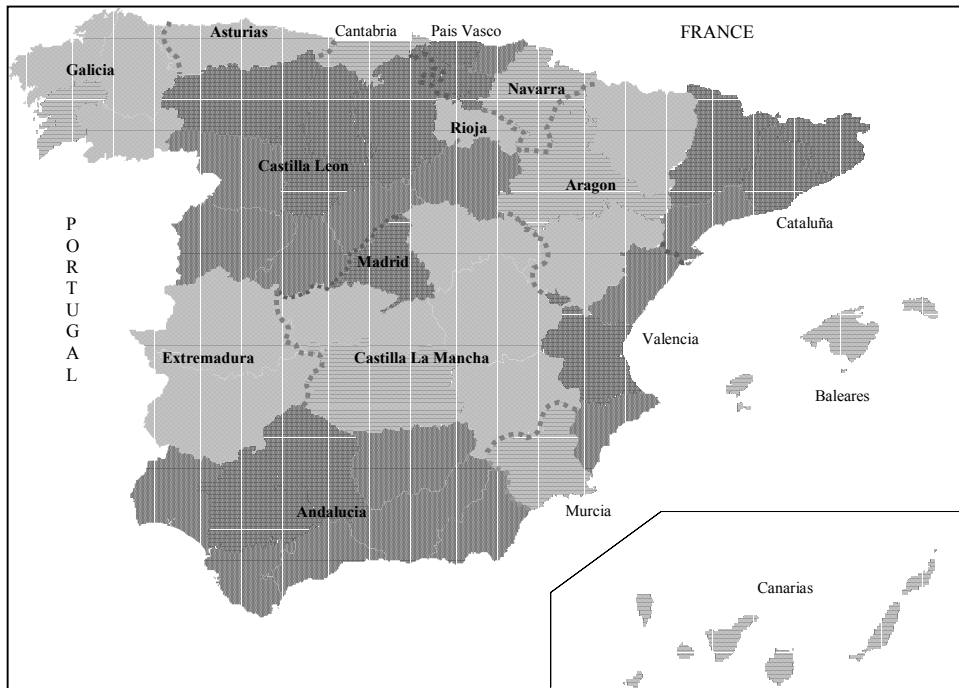 Asturias
Cantabria
Pais Vasco
FRANCE
Galicia
Navarra
Rioja
Castilla Leon
Aragon
Cataluña
PORTUGAL
Madrid
Valencia
Extremadura
Castilla La Mancha
Baleares
Andalucia
Murcia
Canarias